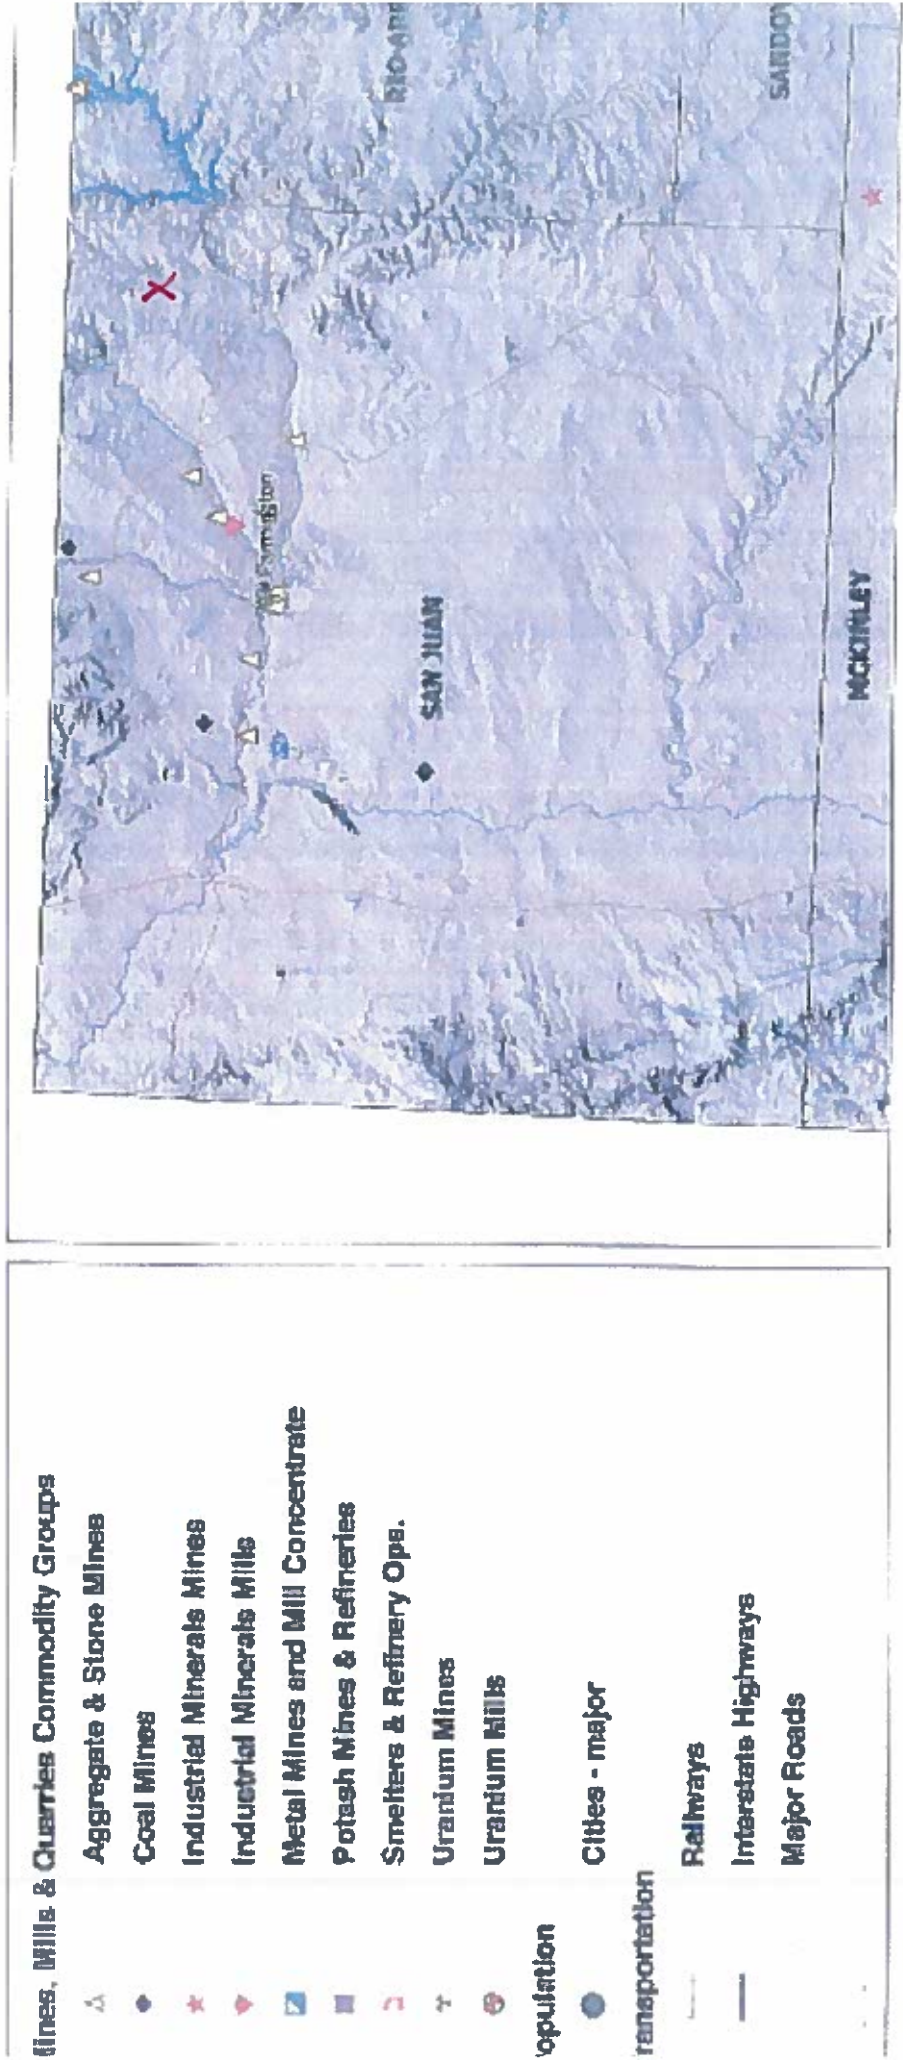 lines, Mills & Quarries Commodity Groups
Aggregate & Stone Mines
Coal Mines
Industrial Minerals Mines
Industrial Minerals Mills
Metal Mines and Mill Concentrate
Potash Mines & Refineries
Smelters & Refinery Ops.
Uranium Mines
Uranium Mills
opulation
Cities - major
ransportation
Railways
Interstate Highways
Major Roads
Farmington
SAN JUAN
MCKINLEY
RIO ARR
SANDOV
X